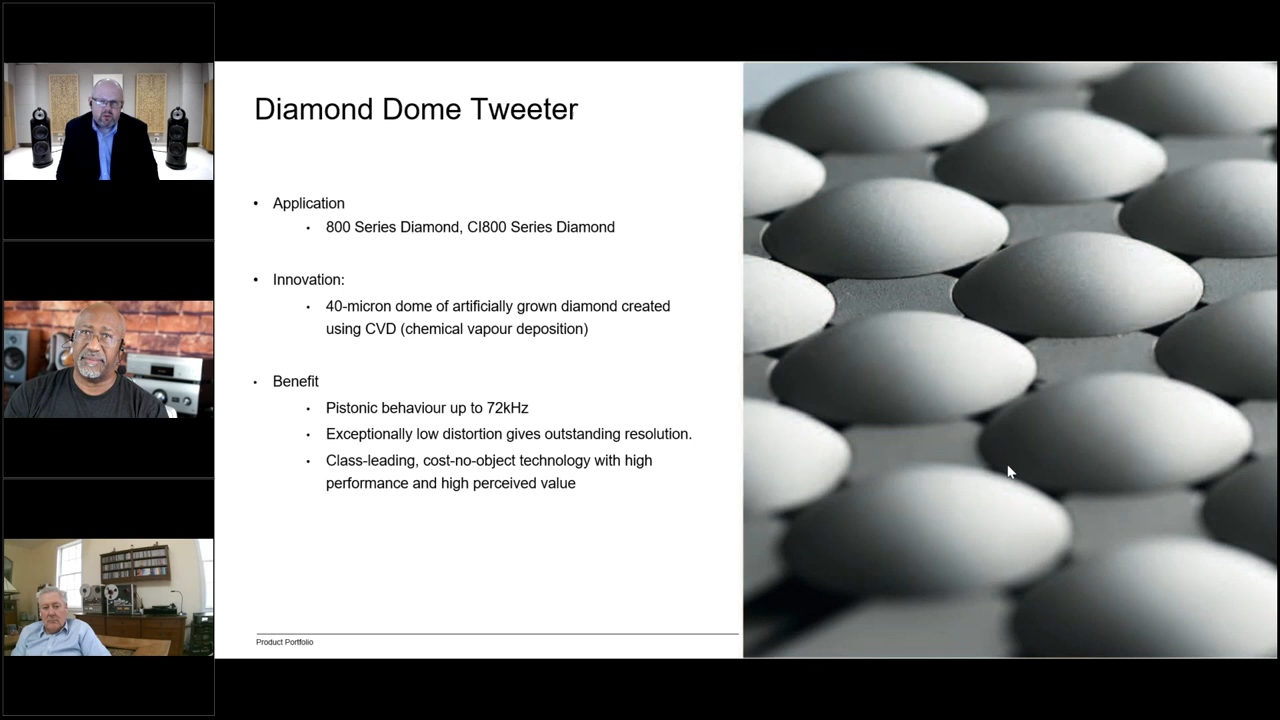 Diamond Dome Tweeter
• Application
• 800 Series Diamond, CI800 Series Diamond
• Innovation:
• 40-micron dome of artificially grown diamond created
using CVD (chemical vapour deposition)
• Benefit
• Pistonic behaviour up to 72kHz
• Exceptionally low distortion gives outstanding resolution.
• Class-leading, cost-no-object technology with high
performance and high perceived value
Product Portfolio